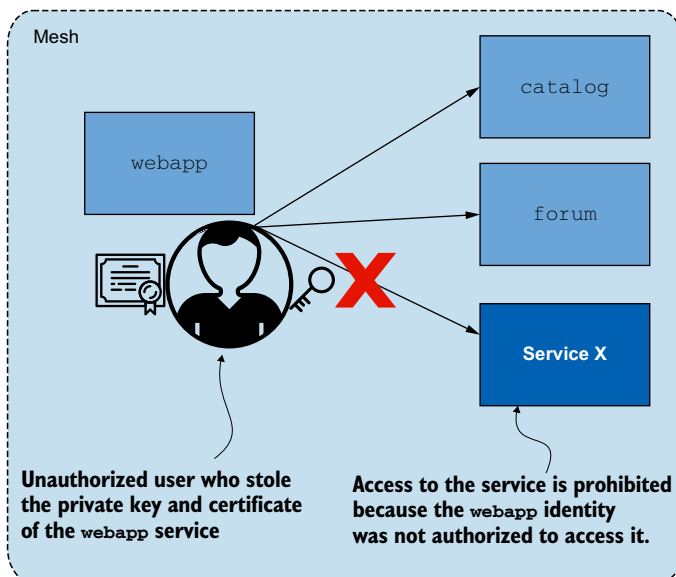 Mesh
catalog
webapp
forum
Service X
Unauthorized user who stole
the private key and certificate
of the webapp service
Access to the service is prohibited
because the webapp identity
was not authorized to access it.